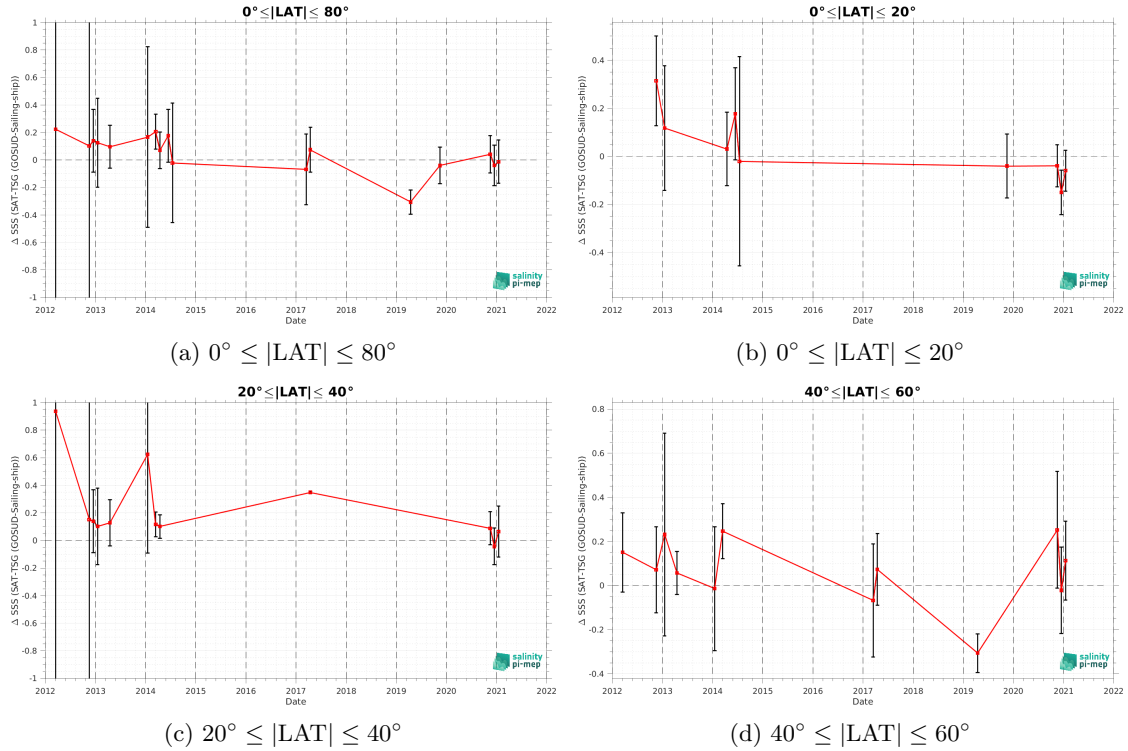 0°≤|LAT|≤ 80°
Δ SSS (SAT-TSG (GOSUD-Sailing-ship))
1
0.8
0.6
0.4
0.2
0
-0.2
-0.4
-0.6
-0.8
-1
2012 2013 2014 2015 2016 2017 2018 2019 2020 2021 2022
Date
salinity
pi-mep
(a) 0° ≤ |LAT| ≤ 80°
0°≤|LAT|≤ 20°
Δ SSS (SAT-TSG (GOSUD-Sailing-ship))
0.4
0.2
0
-0.2
-0.4
2012 2013 2014 2015 2016 2017 2018 2019 2020 2021 2022
Date
salinity
pi-mep
(b) 0° ≤ |LAT| ≤ 20°
20°≤|LAT|≤ 40°
Δ SSS (SAT-TSG (GOSUD-Sailing-ship))
1
0.8
0.6
0.4
0.2
0
-0.2
-0.4
-0.6
-0.8
-1
2012 2013 2014 2015 2016 2017 2018 2019 2020 2021 2022
Date
salinity
pi-mep
(c) 20° ≤ |LAT| ≤ 40°
40°≤|LAT|≤ 60°
Δ SSS (SAT-TSG (GOSUD-Sailing-ship))
0.8
0.6
0.4
0.2
0
-0.2
-0.4
2012 2013 2014 2015 2016 2017 2018 2019 2020 2021 2022
Date
salinity
pi-mep
(d) 40° ≤ |LAT| ≤ 60°